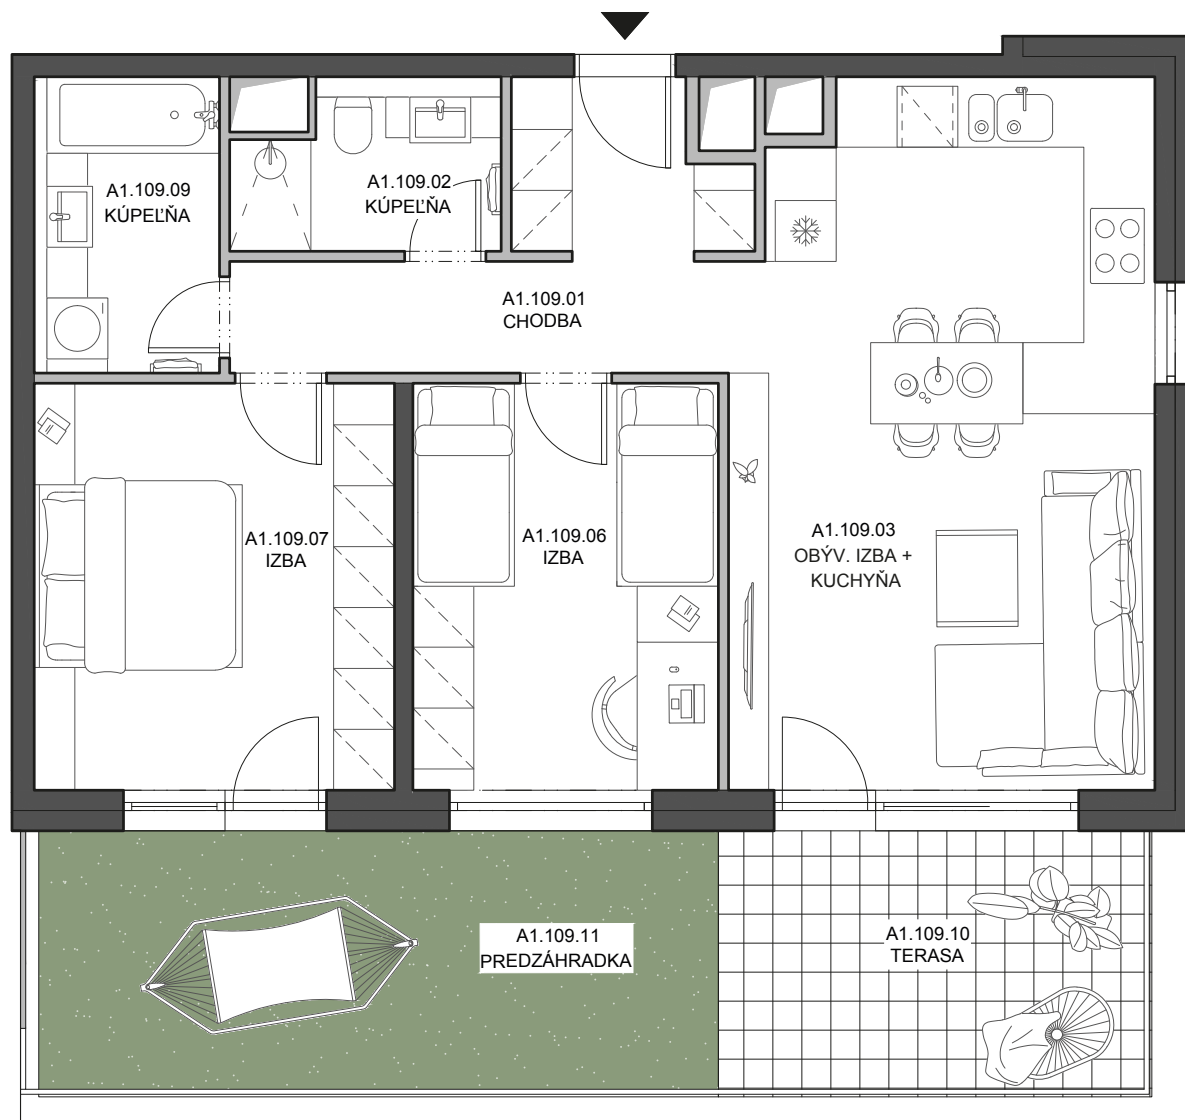 A1.109.09
KÚPEĽŇA
A1.109.02
KÚPEĽŇA
A1.109.01
CHODBA
A1.109.07
IZBA
A1.109.06
IZBA
A1.109.03
OBÝV. IZBA +
KUCHYŇA
A1.109.11
PREDZÁHRADKA
A1.109.10
TERASA